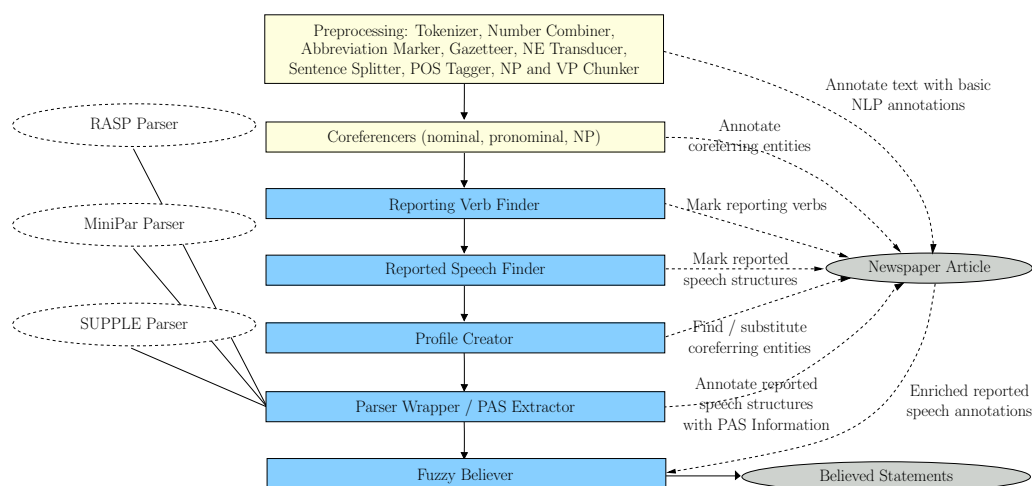 Preprocessing: Tokenizer, Number Combiner,
Abbreviation Marker, Gazetteer, NE Transducer,
Sentence Splitter, POS Tagger, NP and VP Chunker
Annotate text with basic
NLP annotations
RASP Parser
Coreferencers (nominal, pronominal, NP)
Annotate
coreferring entities
MiniPar Parser
Reporting Verb Finder
Mark reporting verbs
Reported Speech Finder
Mark reported
speech structures
Newspaper Article
SUPPLE Parser
Profile Creator
Find / substitute
coreferring entities
Parser Wrapper / PAS Extractor
Annotate reported
speech structures
with PAS Information
Enriched reported
speech annotations
Fuzzy Believer
Believed Statements